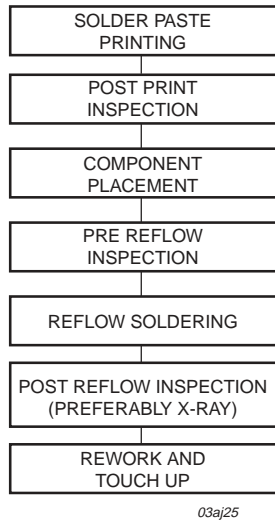 SOLDER PASTE
PRINTING
POST PRINT
INSPECTION
COMPONENT
PLACEMENT
PRE REFLOW
INSPECTION
REFLOW SOLDERING
POST REFLOW INSPECTION
(PREFERABLY X-RAY)
REWORK AND
TOUCH UP
03aj25